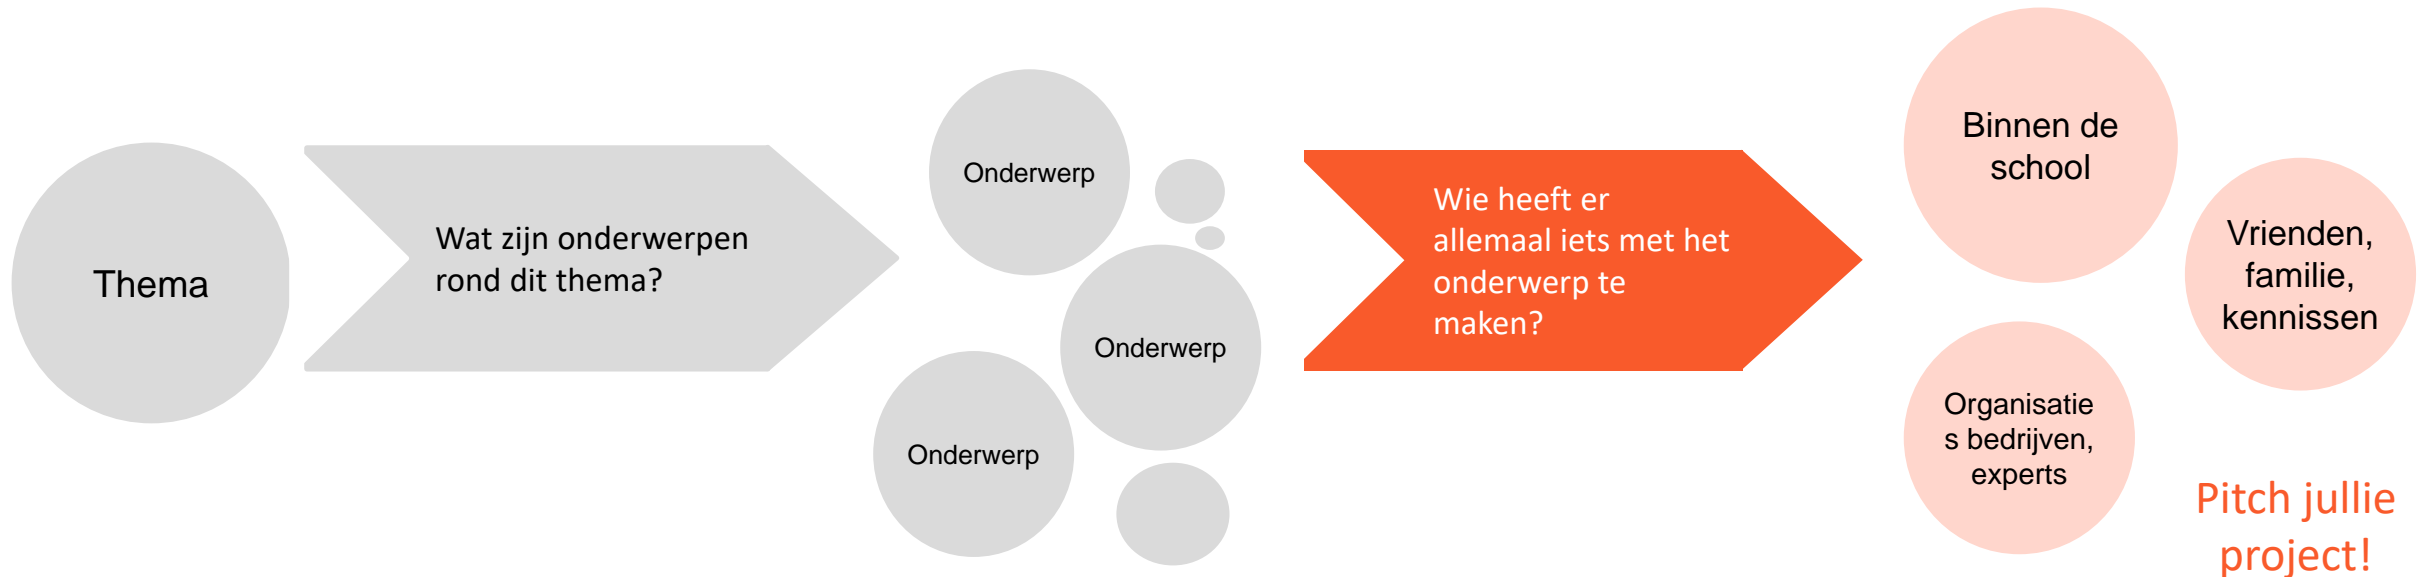 Thema
Wat zijn onderwerpen
rond dit thema?
Onderwerp
Onderwerp
Onderwerp
Wie heeft er
allemaal iets met het
onderwerp te
maken?
Binnen de
school
Vrienden,
familie,
kennissen
Organisatie
s bedrijven,
experts
Pitch jullie
project!